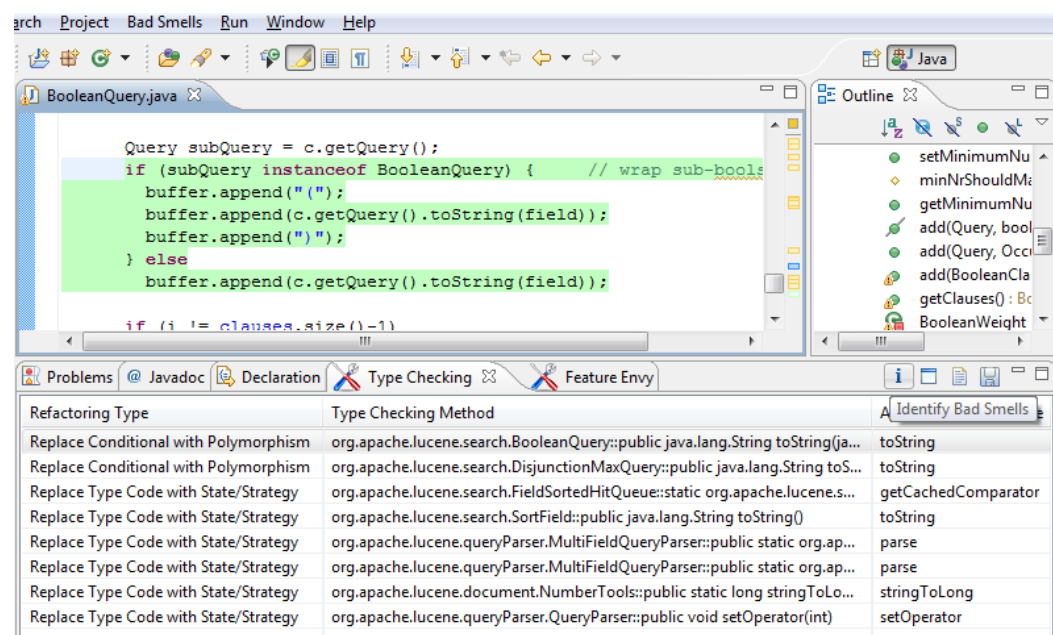 arch Project Bad Smells Run Window Help
Java
BooleanQuery.java
Outline
Query subQuery = c.getQuery();
if (subQuery instanceof BooleanQuery) { // wrap sub-bools
buffer.append("(");
buffer.append(c.getQuery().toString(field));
buffer.append(")");
} else
buffer.append(c.getQuery().toString(field));
if (i != clauses.size()-1)
setMinimumNu
minNrShouldMa
getMinimumNu
add(Query, bool
add(Query, Occu
add(BooleanCla
getClauses() : Bo
BooleanWeight
Problems @ Javadoc Declaration Type Checking Feature Envy
Identify Bad Smells
Refactoring Type Type Checking Method A e
Replace Conditional with Polymorphism org.apache.lucene.search.BooleanQuery::public java.lang.String toString(ja... toString
Replace Conditional with Polymorphism org.apache.lucene.search.DisjunctionMaxQuery::public java.lang.String toS... toString
Replace Type Code with State/Strategy org.apache.lucene.search.FieldSortedHitQueue::static org.apache.lucene.s... getCachedComparator
Replace Type Code with State/Strategy org.apache.lucene.search.SortField::public java.lang.String toString() toString
Replace Type Code with State/Strategy org.apache.lucene.queryParser.MultiFieldQueryParser::public static org.ap... parse
Replace Type Code with State/Strategy org.apache.lucene.queryParser.MultiFieldQueryParser::public static org.ap... parse
Replace Type Code with State/Strategy org.apache.lucene.document.NumberTools::public static long stringToLo... stringToLong
Replace Type Code with State/Strategy org.apache.lucene.queryParser.QueryParser::public void setOperator(int) setOperator